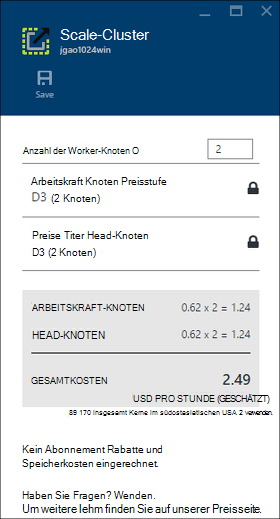 Scale-Cluster
jgao1024win
Save
Anzahl der Worker-Knoten O 2
Arbeitskraft Knoten Preisstufe
D3 (2 Knoten)
Preise Titer Head-Knoten
D3 (2 Knoten)
ARBEITSKRAFT-KNOTEN 0.62 x 2 = 1.24
HEAD-KNOTEN 0.62 x 2 = 1.24
GESAMTKOSTEN 2.49
USD PRO STUNDE (GESCHÄTZT)
89 170 insgesamt Kerne im südostasiatischen USA 2 verwenden.
Kein Abonnement Rabatte und
Speicherkosten eingerechnet.
Haben Sie Fragen? Wenden.
Um weitere lehm finden Sie auf unserer Preisseite.